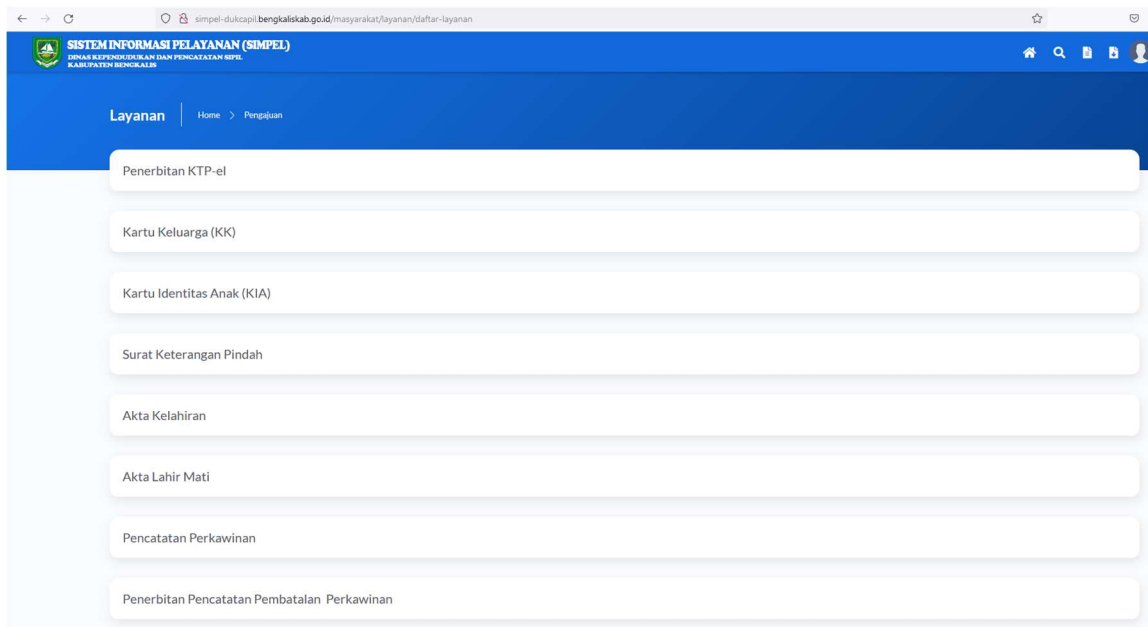 simpel-dukcapil.bengkaliskab.go.id/masyarakat/layanan/daftar-layanan
SISTEM INFORMASI PELAYANAN (SIMPEL)
DINAS KEPENDUDUKAN DAN PENCATATAN SIPIL
KABUPATEN BENGKALIS
Layanan Home > Pengajuan
Penerbitan KTP-el
Kartu Keluarga (KK)
Kartu Identitas Anak (KIA)
Surat Keterangan Pindah
Akta Kelahiran
Akta Lahir Mati
Pencatatan Perkawinan
Penerbitan Pencatatan Pembatalan Perkawinan